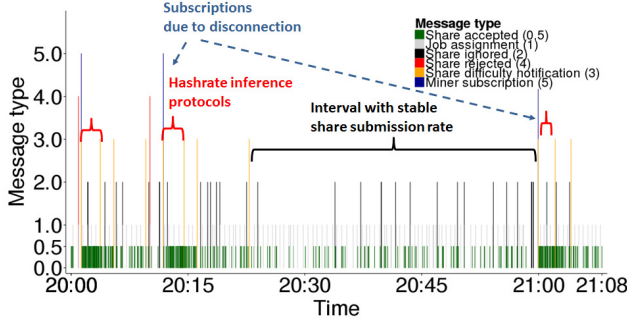 Subscriptions
due to disconnection
Message type
Share accepted (0.5)
Job assignment (1)
Share ignored (2)
Share rejected (4)
Share difficulty notification (3)
Miner subscription (5)
Hashrate inference
protocols
Interval with stable
share submission rate
Message type
5.0
4.0
3.0
2.0
1.0
0.5
0.0
20:00 20:15 20:30 20:45 21:00 21:08
Time